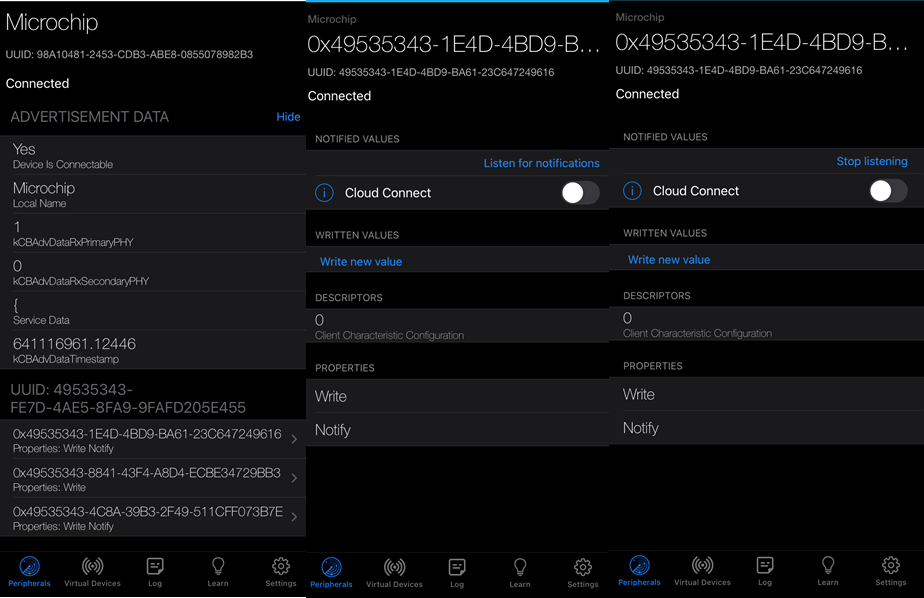 Microchip
UUID: 98A10481-2453-CDB3-ABE8-0855078982B3
Connected
ADVERTISEMENT DATA
Hide
Yes
Device Is Connectable
Microchip
Local Name
1
kCBAdvDataRxPrimaryPHY
0
kCBAdvDataRxSecondaryPHY
{
Service Data
641116961.12446
kCBAdvDataTimestamp
UUID: 49535343-
FE7D-4AE5-8FA9-9FAFD205E455
0x49535343-1E4D-4BD9-BA61-23C647249616
Properties: Write Notify
0x49535343-8841-43F4-A8D4-ECBE34729BB3
Properties: Write
0x49535343-4C8A-39B3-2F49-511CFF073B7E
Properties: Write Notify
Peripherals
Virtual Devices
Log
Learn
Settings
Microchip
0x49535343-1E4D-4BD9-B...
UUID: 49535343-1E4D-4BD9-BA61-23C647249616
Connected
NOTIFIED VALUES
Listen for notifications
Cloud Connect
WRITTEN VALUES
Write new value
DESCRIPTORS
0
Client Characteristic Configuration
PROPERTIES
Write
Notify
Peripherals
Virtual Devices
Log
Learn
Settings
Microchip
0x49535343-1E4D-4BD9-B...
UUID: 49535343-1E4D-4BD9-BA61-23C647249616
Connected
NOTIFIED VALUES
Stop listening
Cloud Connect
WRITTEN VALUES
Write new value
DESCRIPTORS
0
Client Characteristic Configuration
PROPERTIES
Write
Notify
Peripherals
Virtual Devices
Log
Learn
Settings